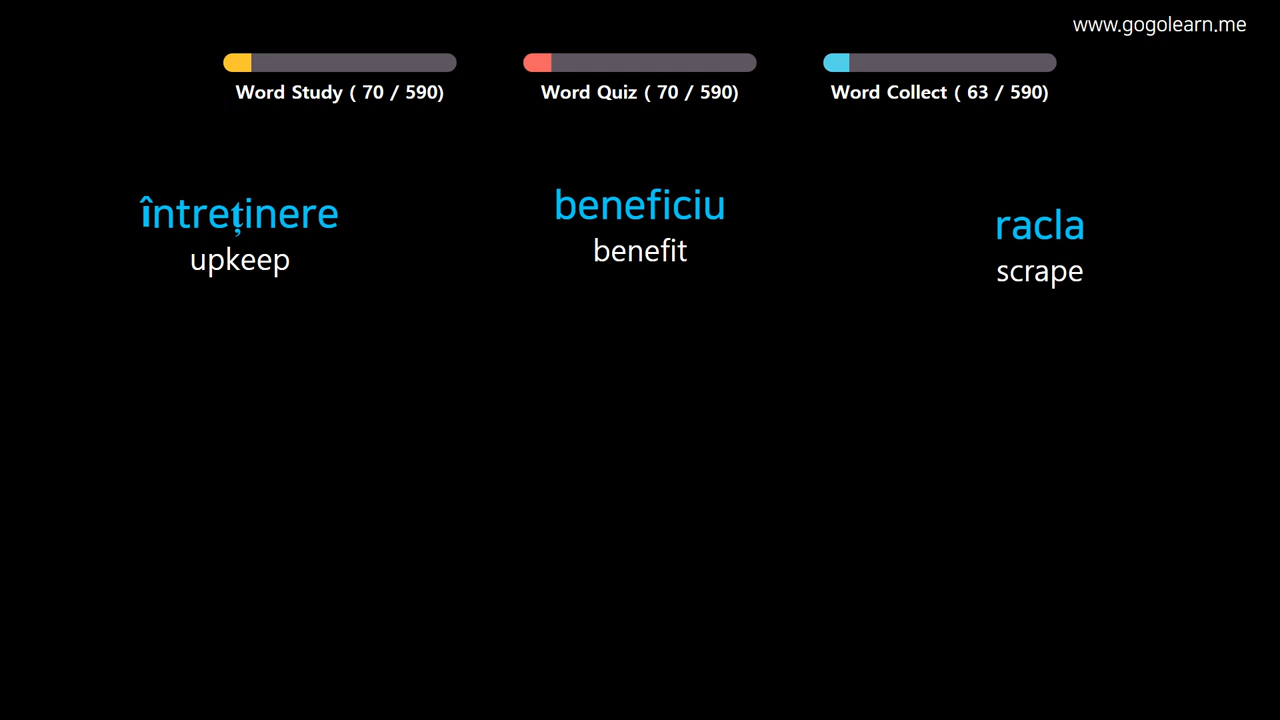 www.gogolearn.me
Word Study ( 70 / 590)
Word Quiz ( 70 / 590)
Word Collect ( 63 / 590)
întreținere
upkeep
beneficiu
benefit
racla
scrape